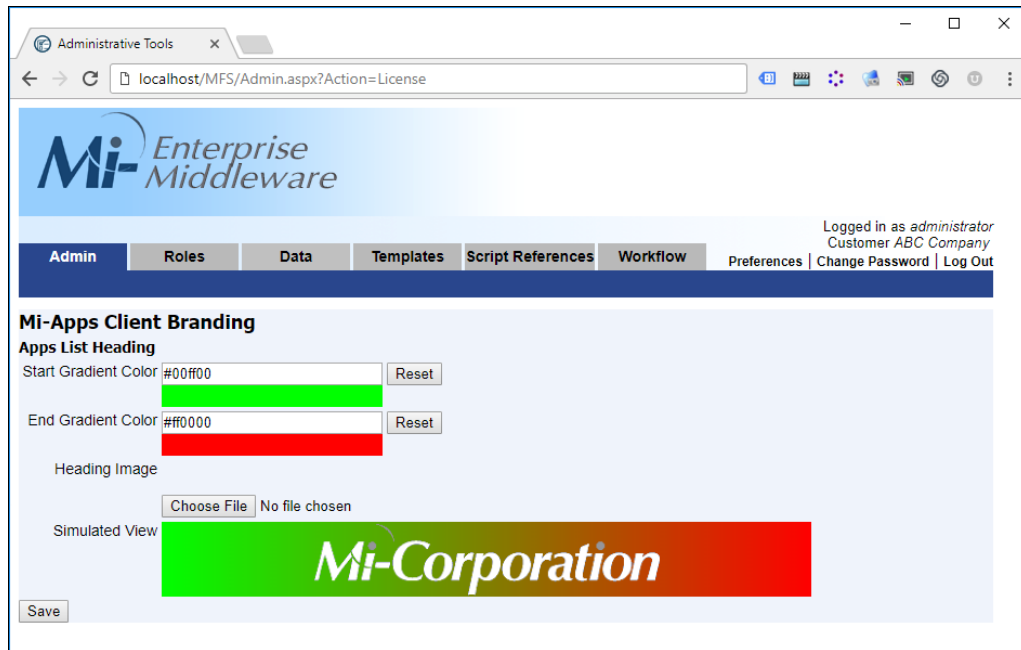 Administrative Tools
localhost/MFS/Admin.aspx?Action=License
Mi- Enterprise
Middleware
Logged in as administrator
Customer ABC Company
Admin Roles Data Templates Script References Workflow Preferences | Change Password | Log Out
Mi-Apps Client Branding
Apps List Heading
Start Gradient Color #00ff00 Reset
End Gradient Color #ff0000 Reset
Heading Image
Choose File No file chosen
Simulated View
Mi-Corporation
Save